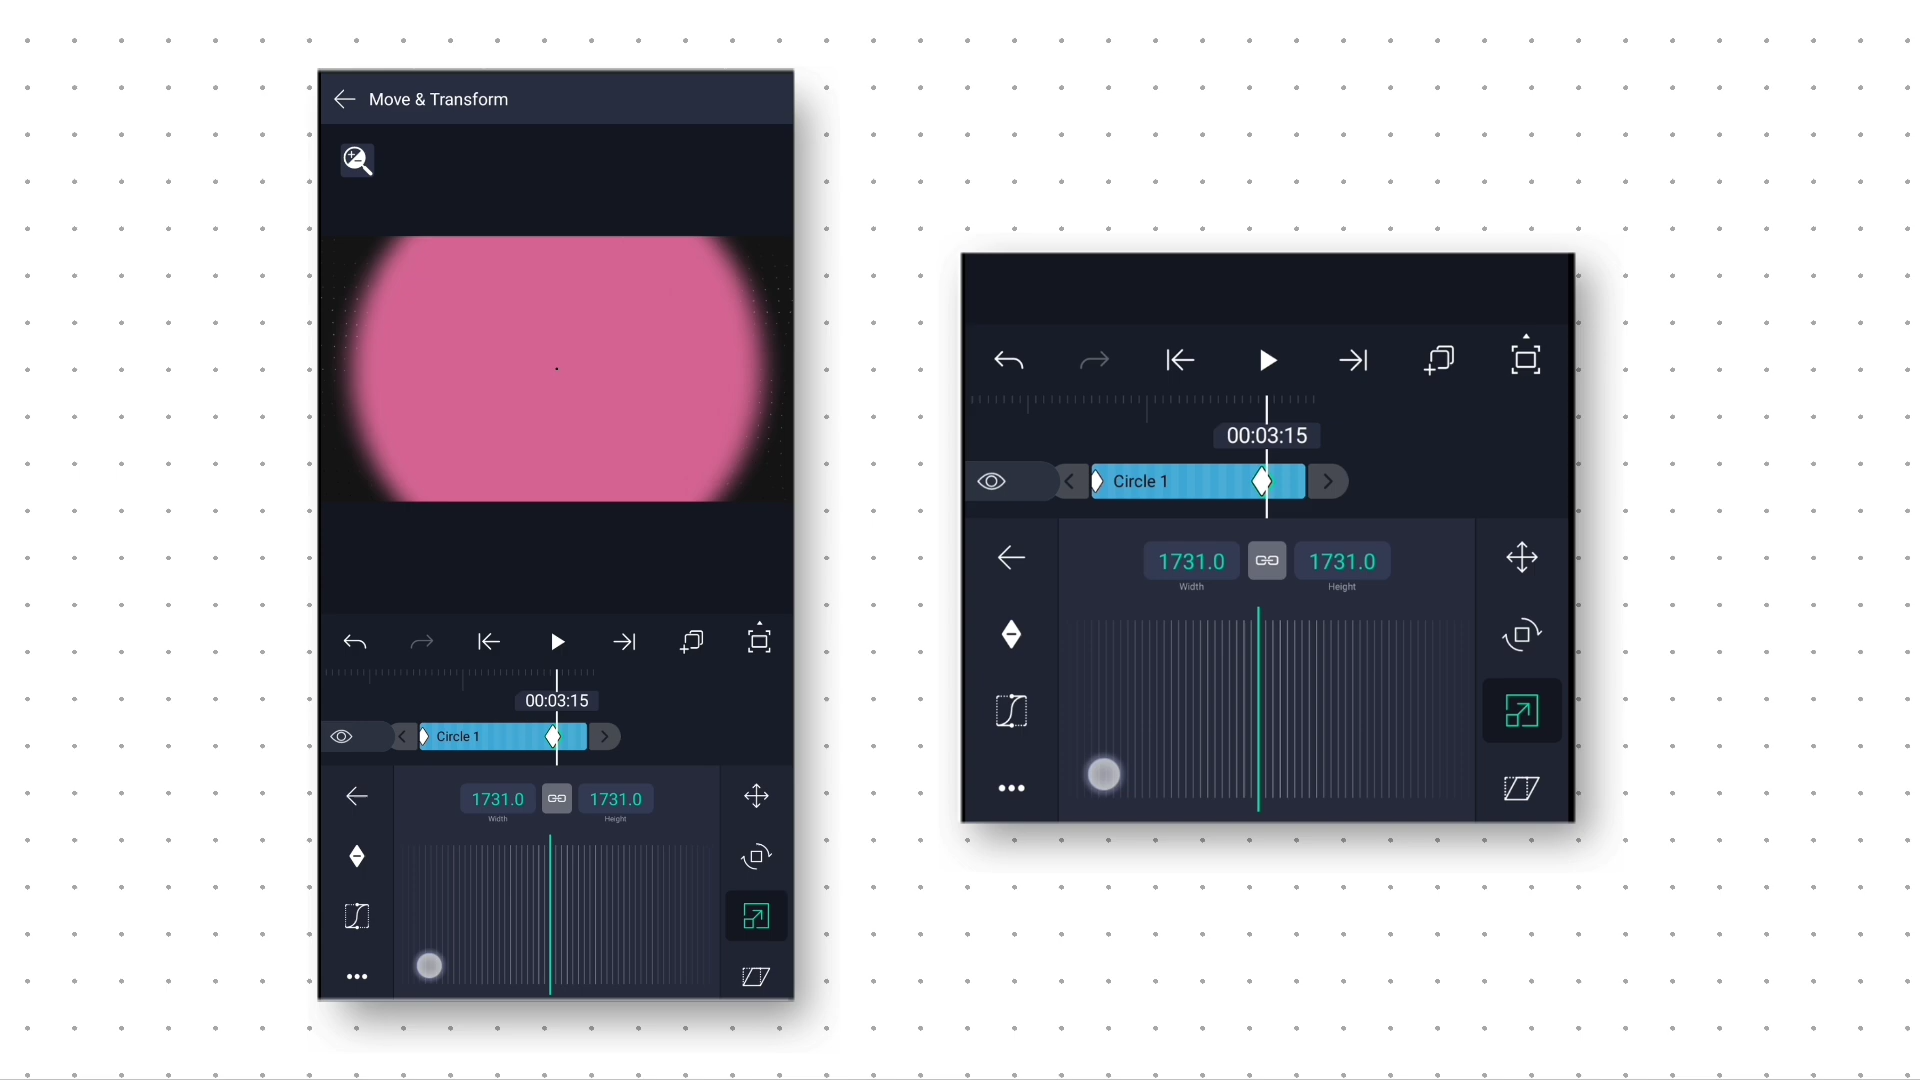 Move & Transform
00:03:15
Circle 1
1731.0 1731.0
Width Height
00:03:15
Circle 1
1731.0 1731.0
Width Height